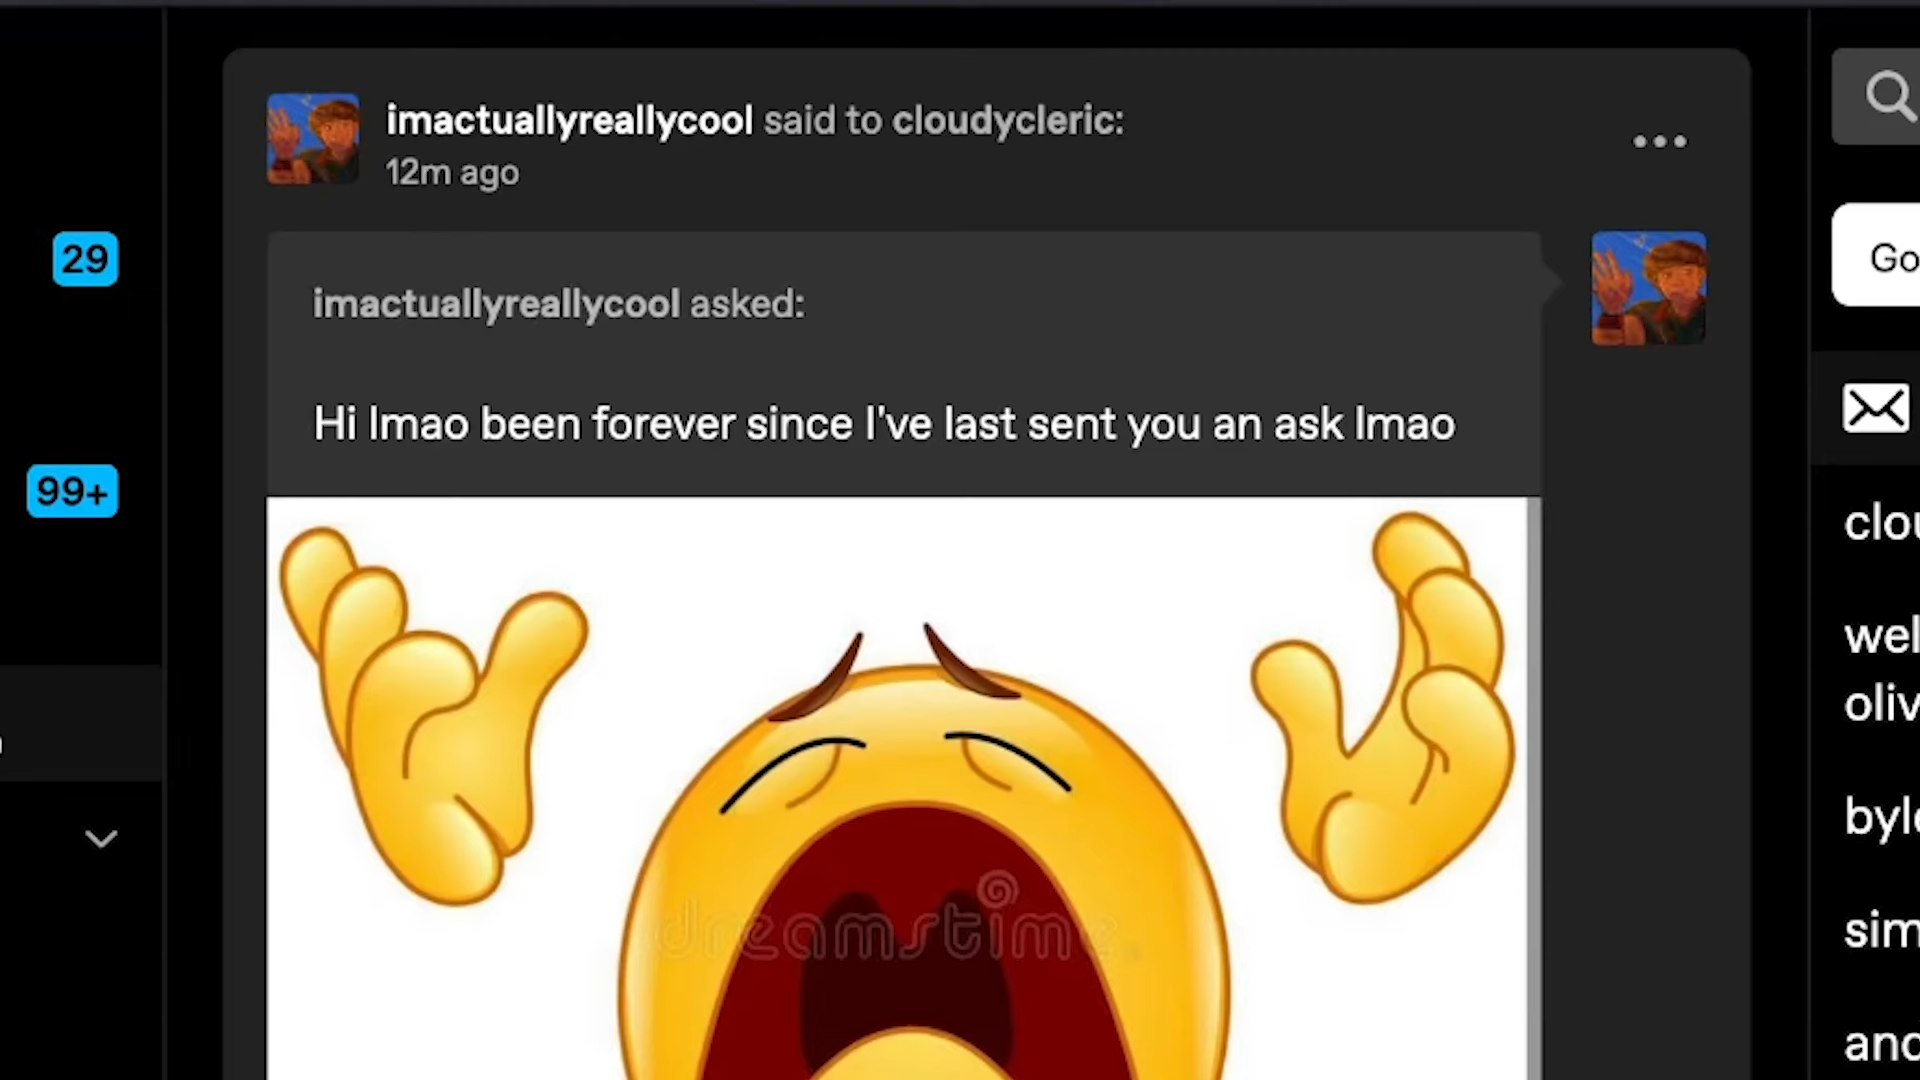 imactuallyreallycool said to cloudycleric:
12m ago
29
imactuallyreallycool asked:
Hi lmao been forever since I've last sent you an ask lmao
99+
dreamstime.
Go
clou
wel
oliv
byle
sim
and